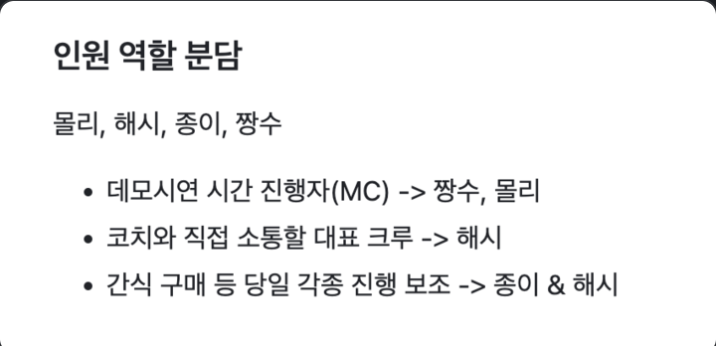 인원 역할 분담
몰리, 해시, 종이, 짱수
• 데모시연 시간 진행자(MC) -> 짱수, 몰리
• 코치와 직접 소통할 대표 크루 -> 해시
• 간식 구매 등 당일 각종 진행 보조 -> 종이 & 해시